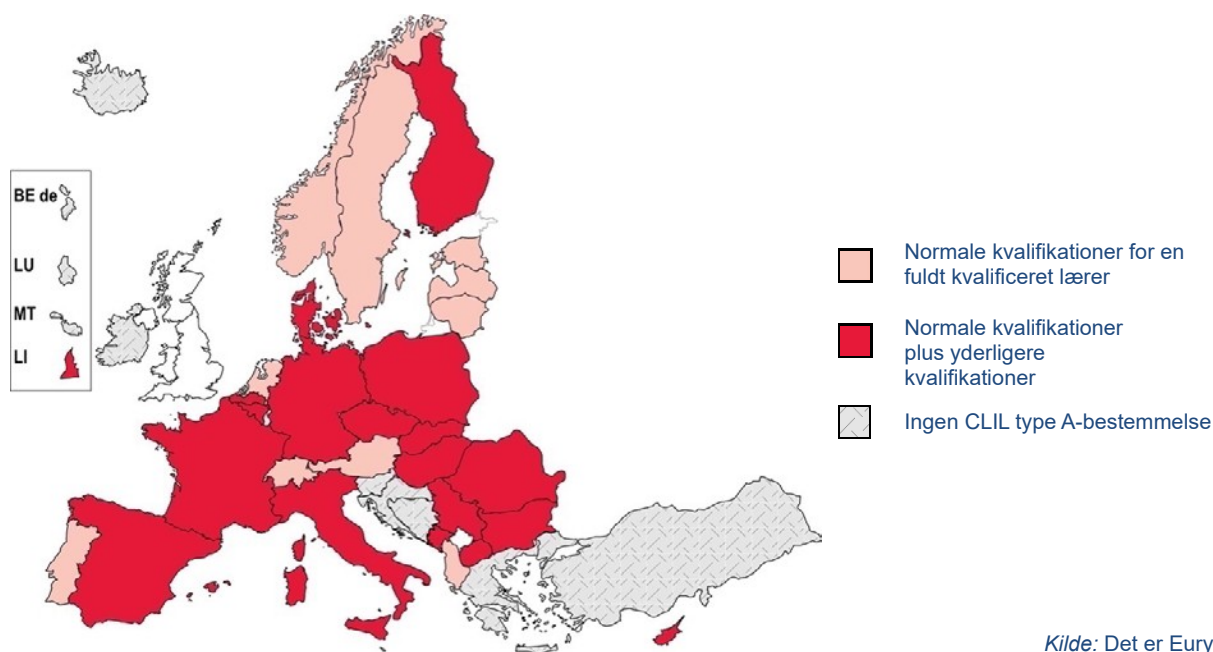 BE de
LU
MT
LI
Normale kvalifikationer for en
fuldt kvalificeret lærer
Normale kvalifikationer
plus yderligere
kvalifikationer
Ingen CLIL type A-bestemmelse
Kilde: Det er Eury